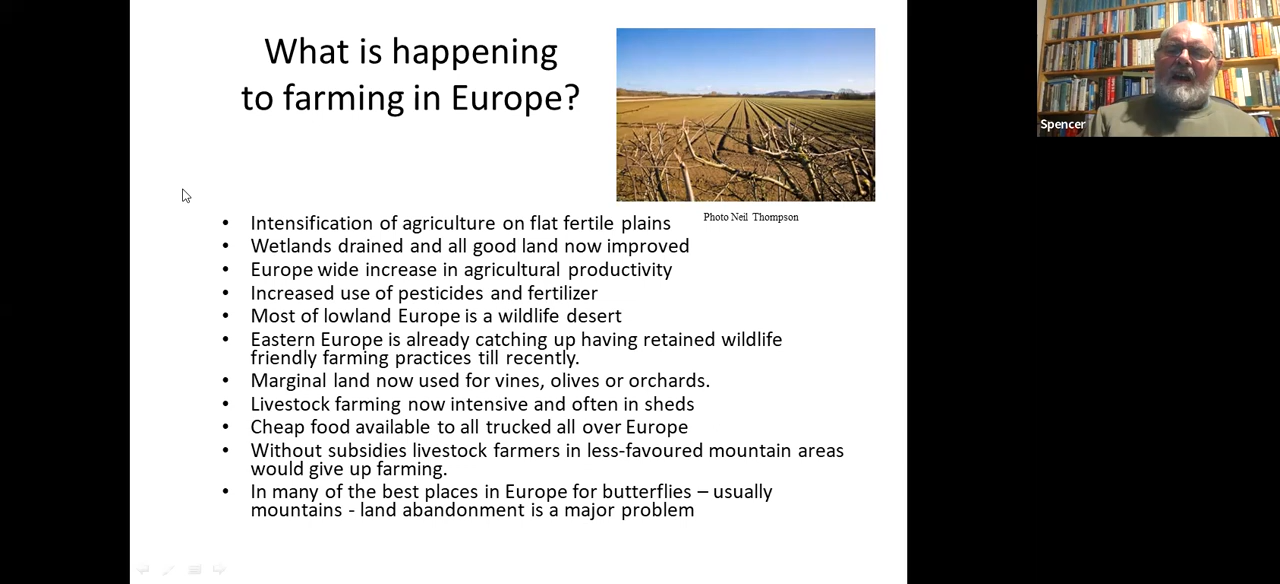 What is happening
to farming in Europe?
Spencer
Photo Neil Thompson
• Intensification of agriculture on flat fertile plains
• Wetlands drained and all good land now improved
• Europe wide increase in agricultural productivity
• Increased use of pesticides and fertilizer
• Most of lowland Europe is a wildlife desert
• Eastern Europe is already catching up having retained wildlife
friendly farming practices till recently.
• Marginal land now used for vines, olives or orchards.
• Livestock farming now intensive and often in sheds
• Cheap food available to all trucked all over Europe
• Without subsidies livestock farmers in less-favoured mountain areas
would give up farming.
• In many of the best places in Europe for butterflies – usually
mountains - land abandonment is a major problem